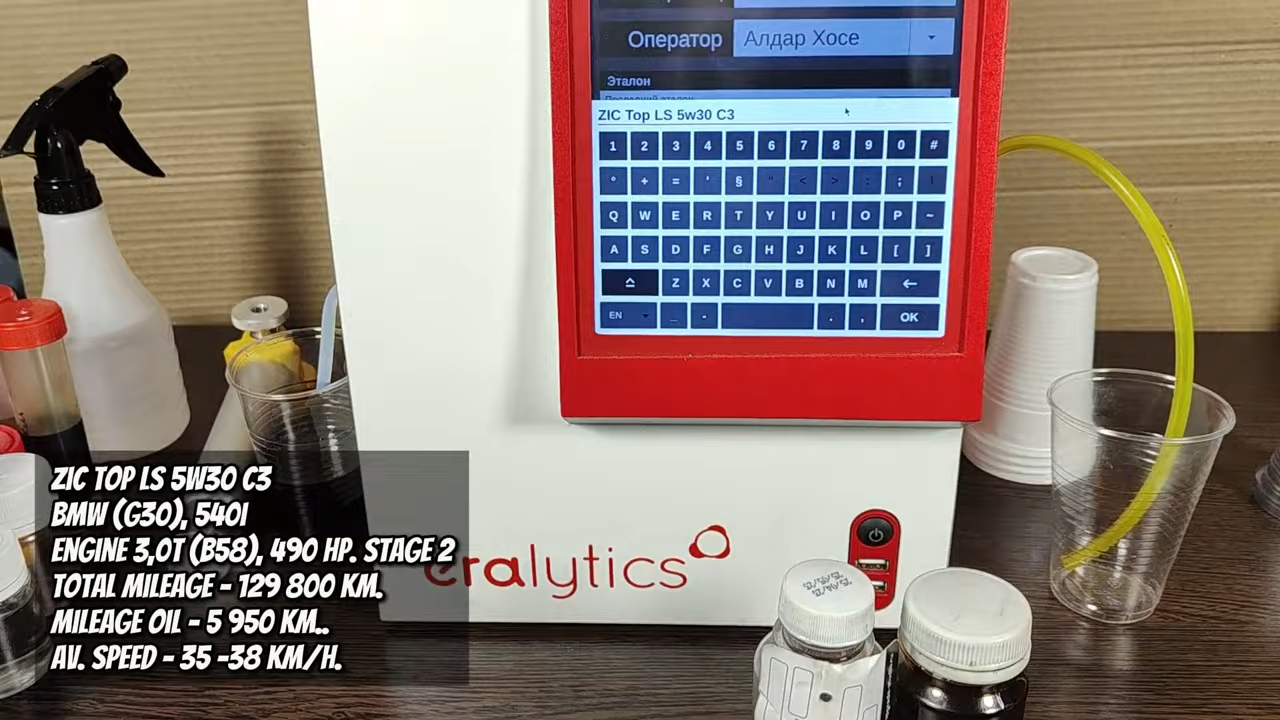 Оператор
Алдар Хосе
Эталон
Последний эталон
ZIC Top LS 5w30 C3
1 2 3 4 5 6 7 8 9 0 #
° + = ' § " < > : ; \
Q W E R T Y U I O P ~
A S D F G H J K L [ ]
Z X C V B N M ←
EN _ - . , OK
ZIC TOP LS 5W30 C3
BMW (G30), 540I
ENGINE 3,0T (B58), 490 HP. STAGE 2
TOTAL MILEAGE - 129 800 KM.
MILEAGE OIL - 5 950 KM..
AV. SPEED - 35 -38 KM/H.
eralytics